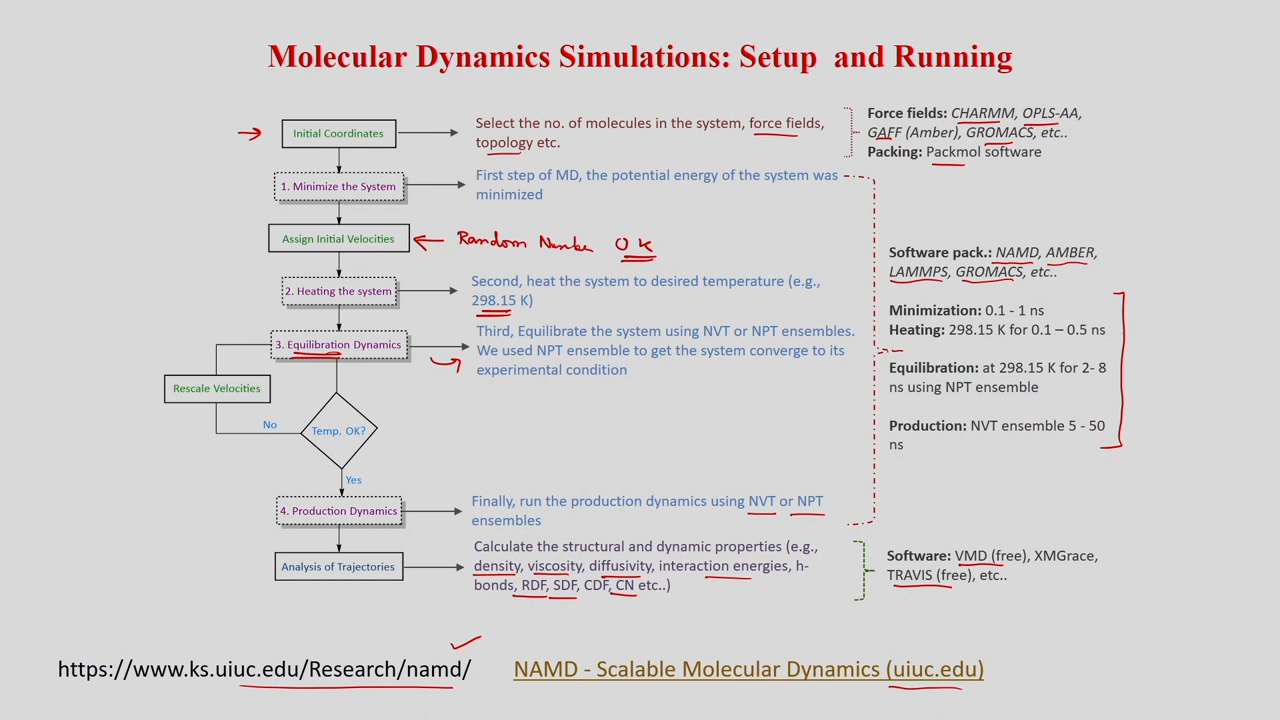 Molecular Dynamics Simulations: Setup and Running
Initial Coordinates
Select the no. of molecules in the system, force fields,
topology etc.
Force fields: CHARMM, OPLS-AA,
GAFF (Amber), GROMACS, etc..
Packing: Packmol software
1. Minimize the System
First step of MD, the potential energy of the system was
minimized
Assign Initial Velocities
Random Number 0 K
2. Heating the system
Second, heat the system to desired temperature (e.g.,
298.15 K)
3. Equilibration Dynamics
Third, Equilibrate the system using NVT or NPT ensembles.
We used NPT ensemble to get the system converge to its
experimental condition
Rescale Velocities
No
Temp. OK?
Yes
Software pack.: NAMD, AMBER,
LAMMPS, GROMACS, etc..
Minimization: 0.1 - 1 ns
Heating: 298.15 K for 0.1 – 0.5 ns
Equilibration: at 298.15 K for 2- 8
ns using NPT ensemble
Production: NVT ensemble 5 - 50
ns
4. Production Dynamics
Finally, run the production dynamics using NVT or NPT
ensembles
Analysis of Trajectories
Calculate the structural and dynamic properties (e.g.,
density, viscosity, diffusivity, interaction energies, h-
bonds, RDF, SDF, CDF, CN etc..)
Software: VMD (free), XMGrace,
TRAVIS (free), etc..
https://www.ks.uiuc.edu/Research/namd/
NAMD - Scalable Molecular Dynamics (uiuc.edu)